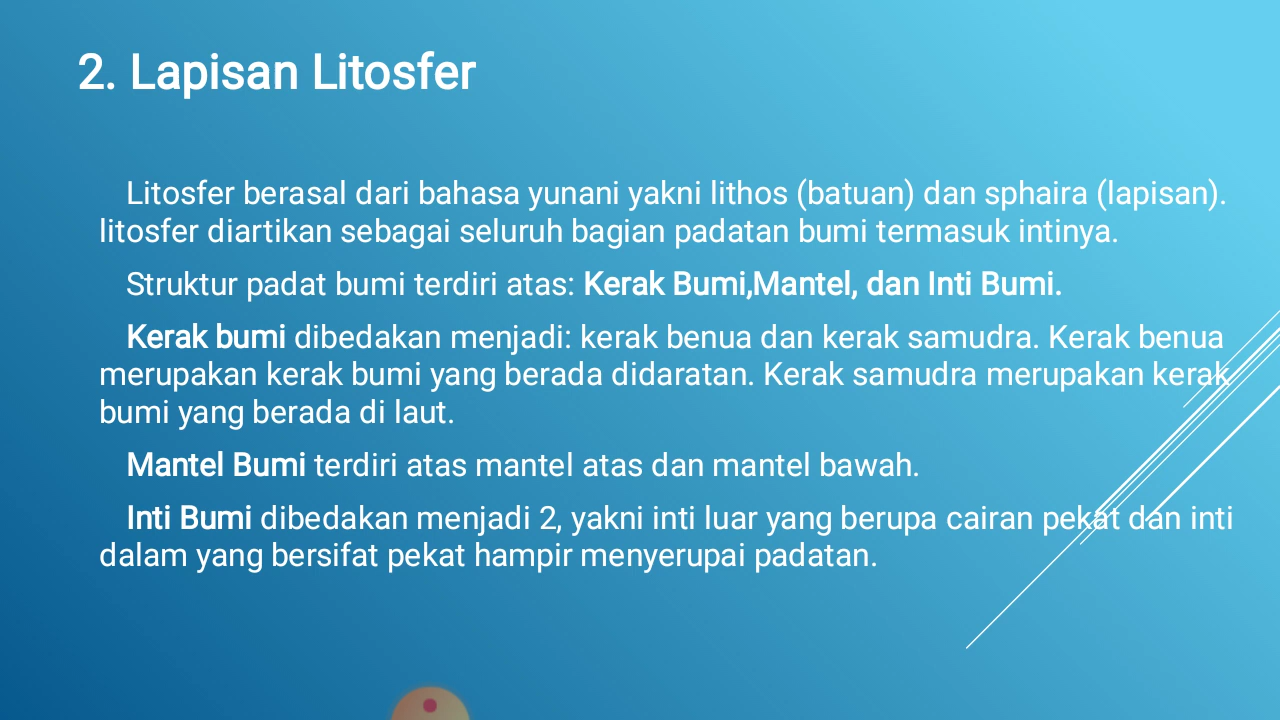 2. Lapisan Litosfer
Litosfer berasal dari bahasa yunani yakni lithos (batuan) dan sphaira (lapisan).
litosfer diartikan sebagai seluruh bagian padatan bumi termasuk intinya.
Struktur padat bumi terdiri atas: Kerak Bumi,Mantel, dan Inti Bumi.
Kerak bumi dibedakan menjadi: kerak benua dan kerak samudra. Kerak benua
merupakan kerak bumi yang berada didaratan. Kerak samudra merupakan kerak
bumi yang berada di laut.
Mantel Bumi terdiri atas mantel atas dan mantel bawah.
Inti Bumi dibedakan menjadi 2, yakni inti luar yang berupa cairan pekat dan inti
dalam yang bersifat pekat hampir menyerupai padatan.